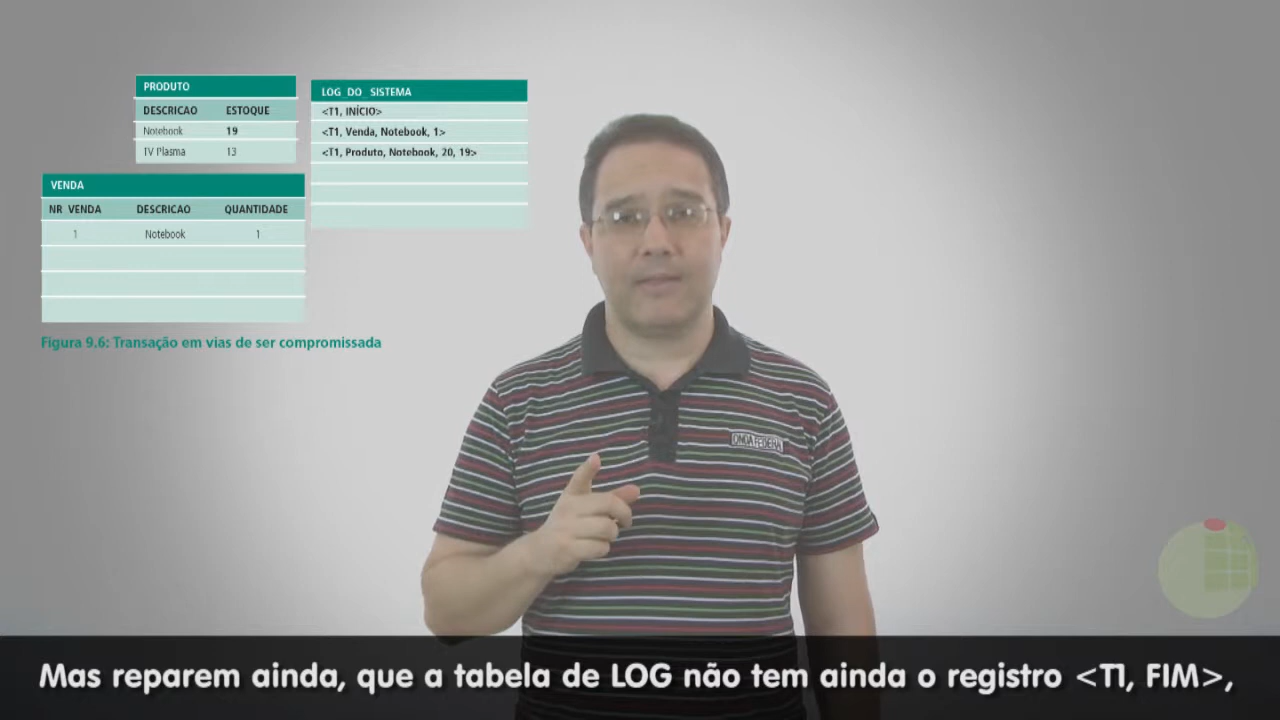 PRODUTO
DESCRICAO ESTOQUE
Notebook 19
TV Plasma 13
LOG DO SISTEMA
<T1, INÍCIO>
<T1, Venda, Notebook, 1>
<T1, Produto, Notebook, 20, 19>
VENDA
NR VENDA DESCRICAO QUANTIDADE
1 Notebook 1
Figura 9.6: Transação em vias de ser compromissada
Mas reparem ainda, que a tabela de LOG não tem ainda o registro <T1, FIM>,